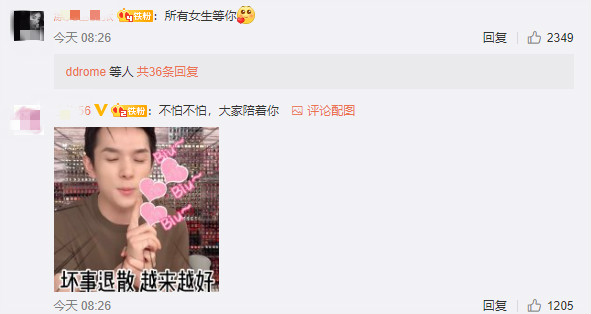 铁粉：所有女生等你
今天 08:26 回复 2349
ddrome 等人 共36条回复
铁粉：不怕不怕，大家陪着你 评论配图
Biu~
Biu~
Biu~
坏事退散 越来越好
今天 08:26 回复 1205